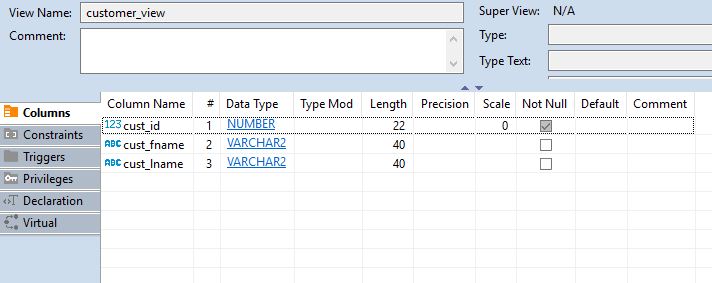 View Name: customer_view Super View: N/A
Comment: Type:
Type Text:
Columns
Constraints
Triggers
Privileges
Declaration
Virtual
Column Name # Data Type Type Mod Length Precision Scale Not Null Default Comment
123 cust_id 1 NUMBER 22 0
ABC cust_fname 2 VARCHAR2 40
ABC cust_lname 3 VARCHAR2 40